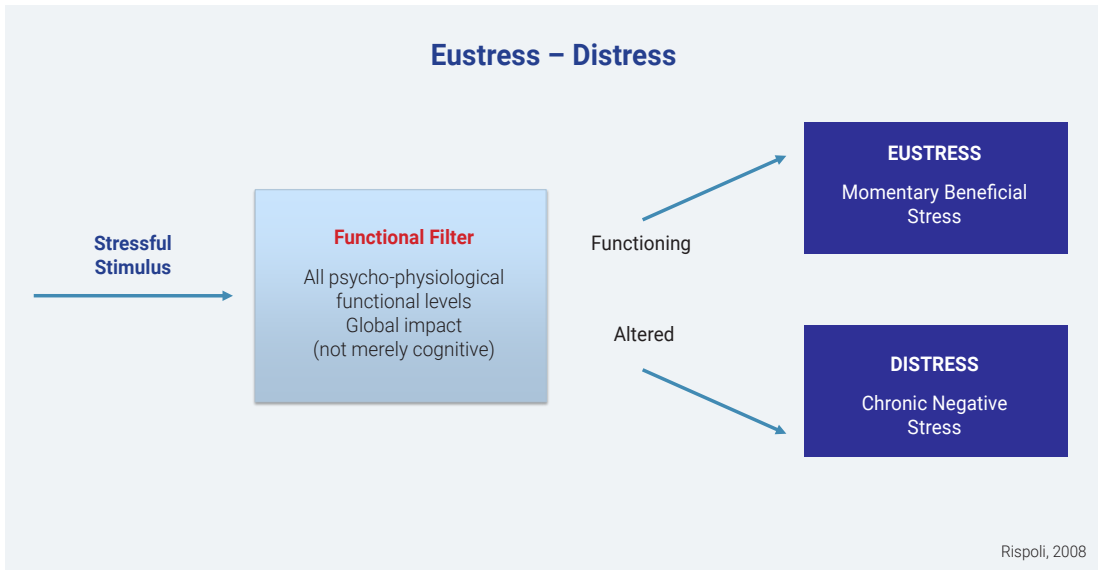 Eustress – Distress
Stressful
Stimulus
Functional Filter
All psycho-physiological
functional levels
Global impact
(not merely cognitive)
Functioning
Altered
EUSTRESS
Momentary Beneficial
Stress
DISTRESS
Chronic Negative
Stress
Rispoli, 2008